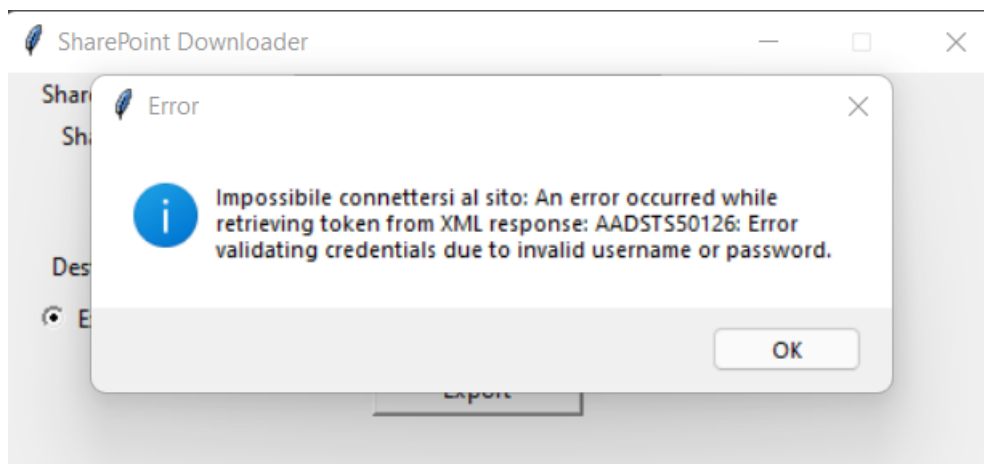 SharePoint Downloader
Error
Impossibile connettersi al sito: An error occurred while
retrieving token from XML response: AADSTS50126: Error
validating credentials due to invalid username or password.
OK